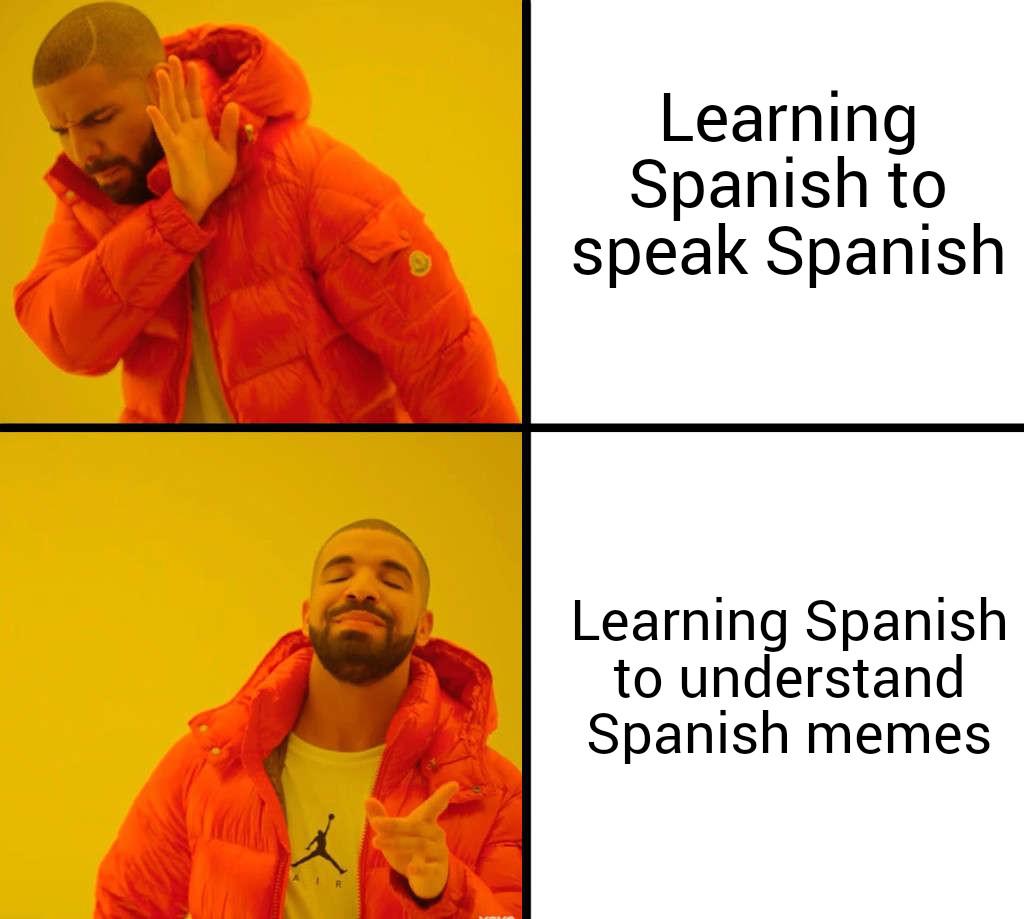 Learning
Spanish to
speak Spanish
Learning Spanish
to understand
Spanish memes
A I R